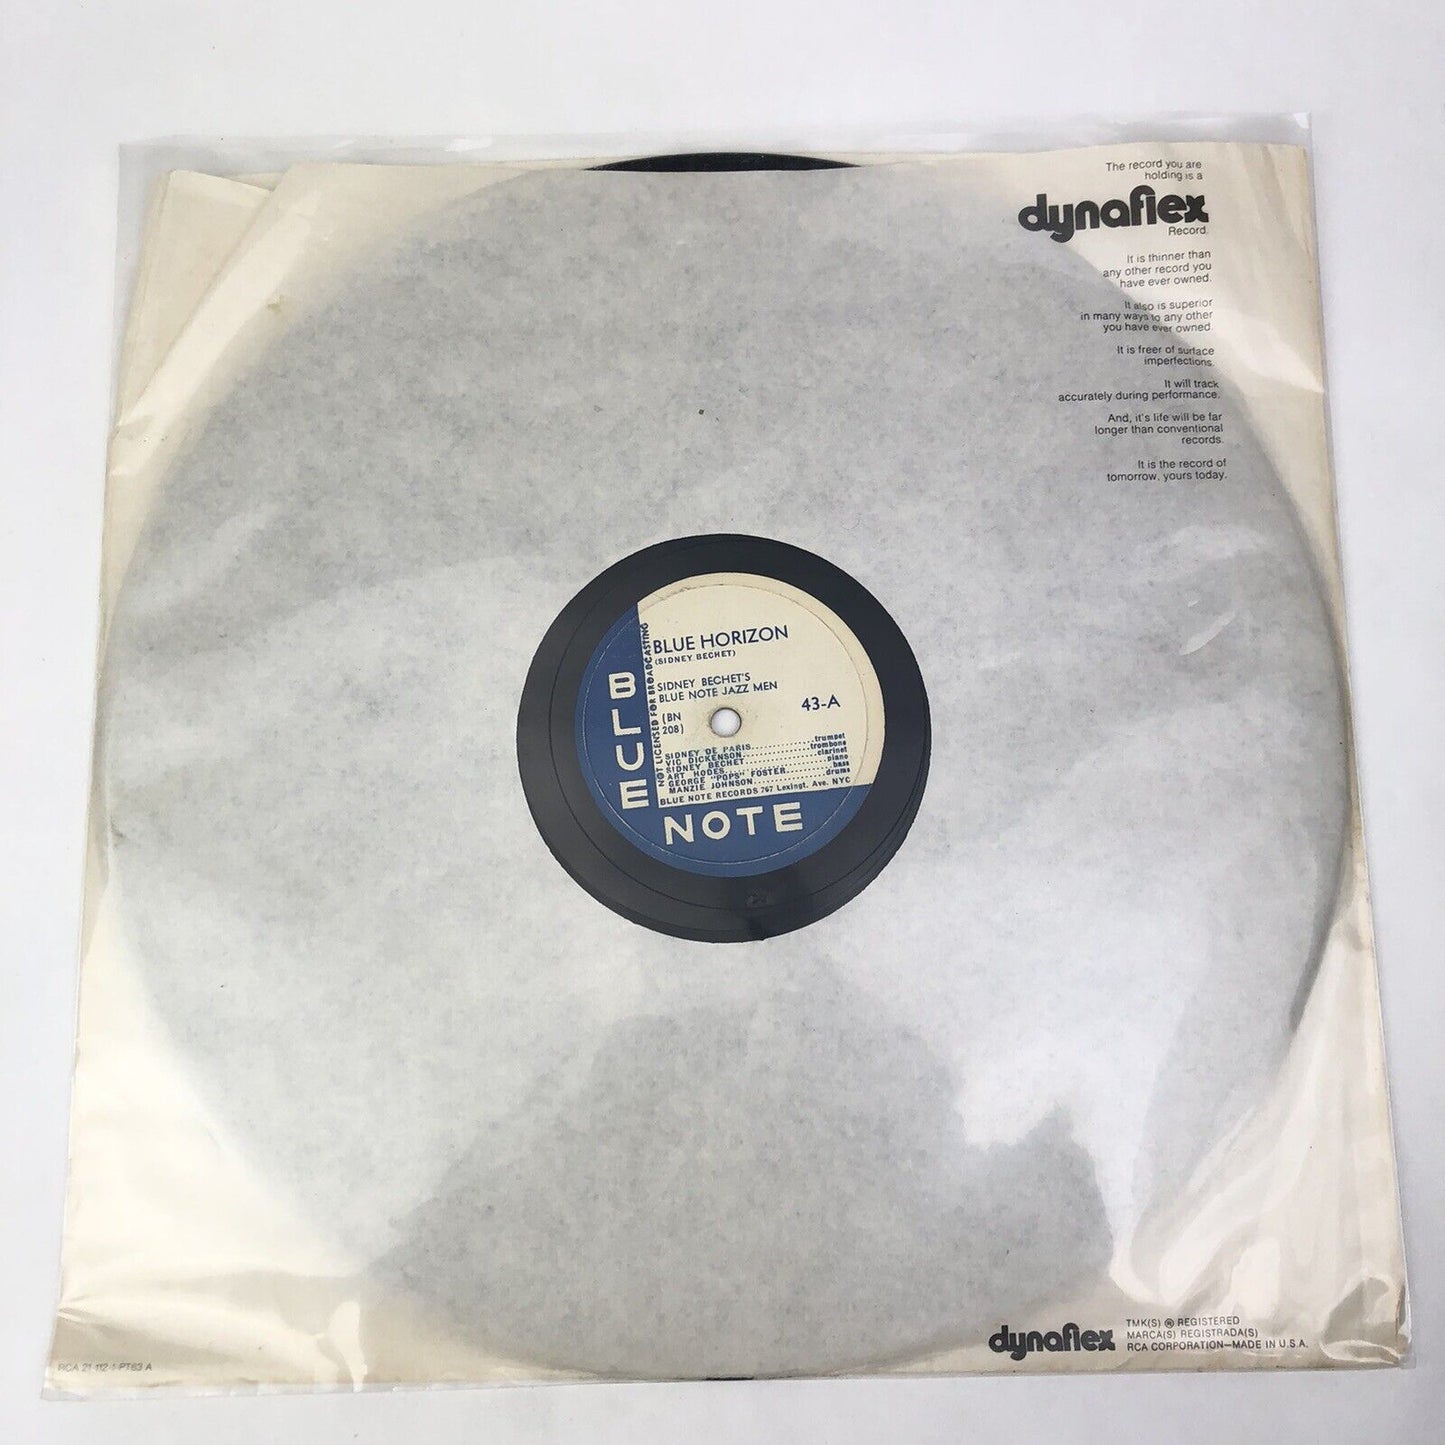 The record you are
holding is a
dynaflex
Record.
It is thinner than
any other record you
have ever owned.
It also is superior
in many ways to any other
you have ever owned.
It is freer of surface
imperfections.
It will track
accurately during performance.
And, it's life will be far
longer than conventional
records.
It is the record of
tomorrow, yours today.
BLUE HORIZON
(SIDNEY BECHET)
SIDNEY BECHET'S
BLUE NOTE JAZZ MEN
(BN
208)
43-A
NOT LICENSED FOR BROADCASTING
SIDNEY DE PARIS..............trumpet
VIC DICKENSON...............trombone
SIDNEY BECHET...............clarinet
ART HODES......................piano
GEORGE "POPS" FOSTER............bass
MANZIE JOHNSON.................drums
BLUE NOTE RECORDS 767 Lexingt. Ave. NYC
BLUE
NOTE
dynaflex
TMK(S) ® REGISTERED
MARCA(S) REGISTRADA(S)
RCA CORPORATION—MADE IN U.S.A.
RCA 21-112-1-PT63 A